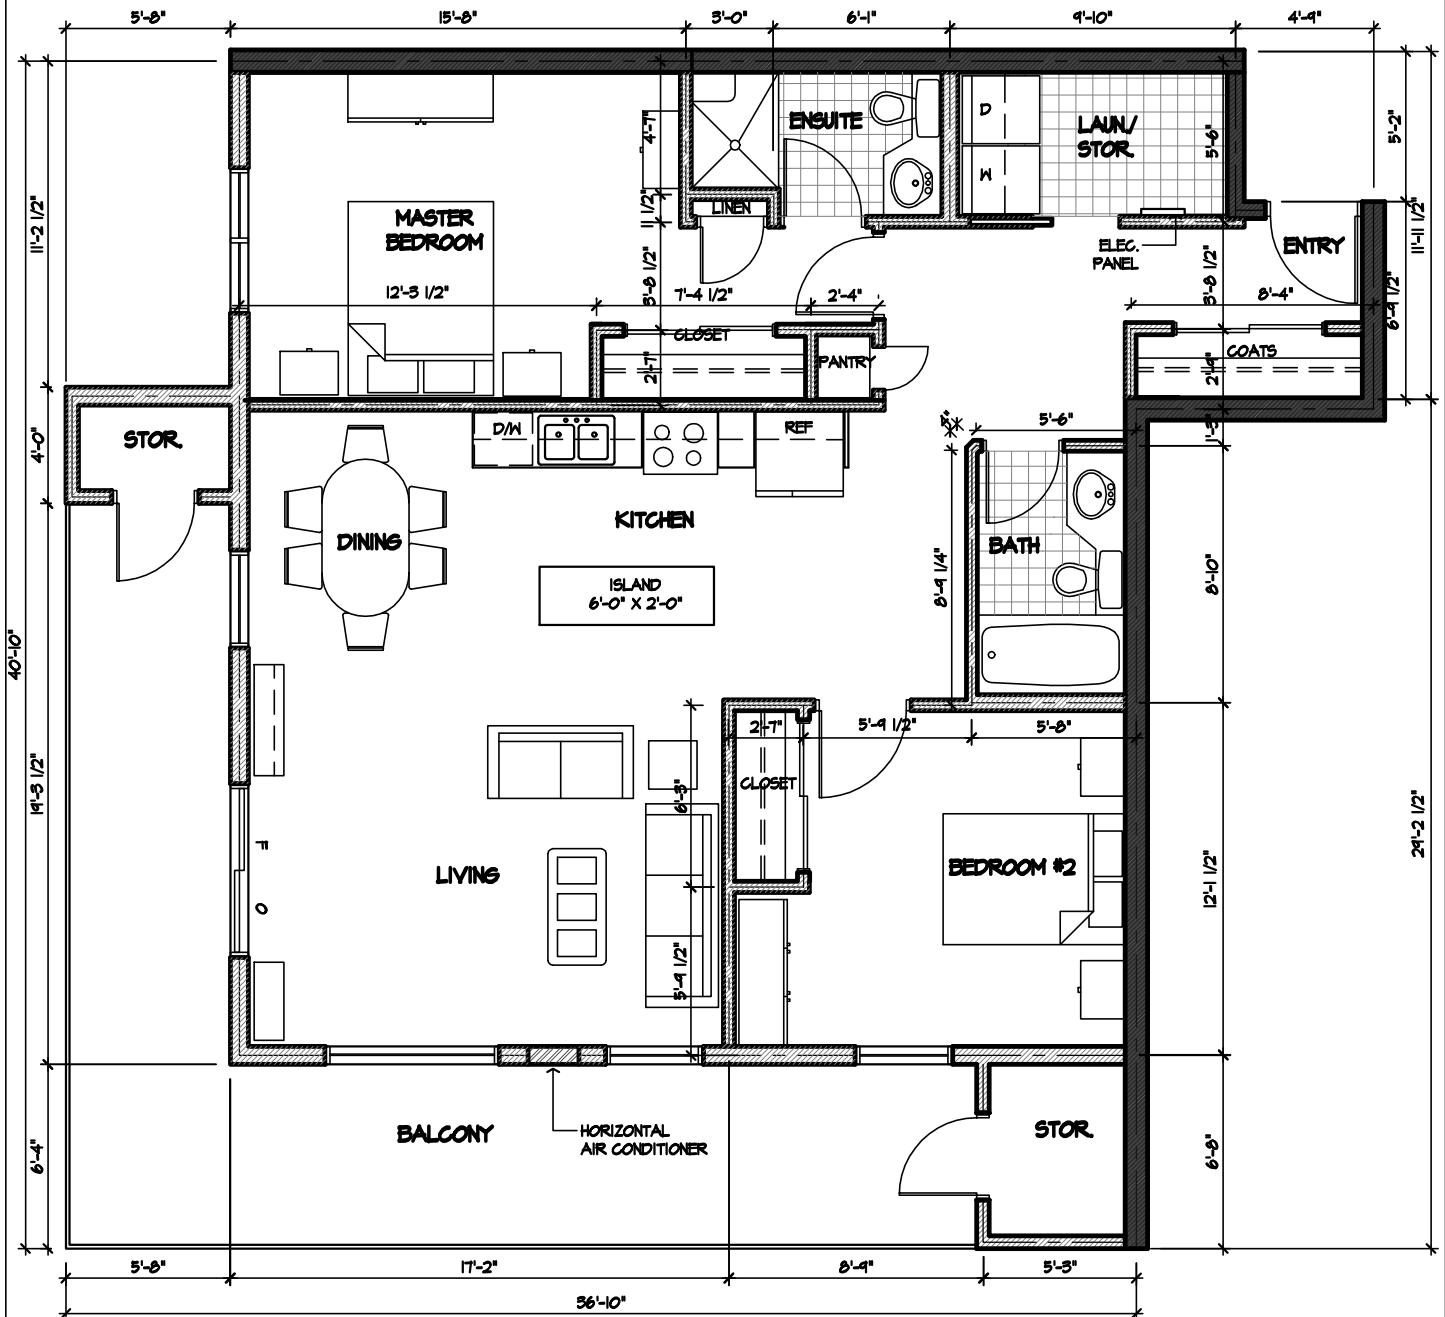 5'-8" 15'-8" 3'-0" 6'-1" 9'-10" 4'-9"
D
ENSUITE
LAUN./
STOR.
4'-7"
5'-6"
5'-2"
W
LINEN
MASTER
BEDROOM
11'-2 1/2"
1 1/2"
11'-11 1/2"
ELEC.
PANEL
ENTRY
3'-8 1/2"
3'-8 1/2"
12'-3 1/2" 7'-4 1/2" 2'-4" 8'-4"
6'-9 1/2"
CLOSET
PANTRY
COATS
2'-7"
2'-9"
STOR.
4'-0"
D/W
REF
4"
5'-6"
1'-3"
KITCHEN
DINING
BATH
ISLAND
6'-0" X 2'-0"
8'-9 1/4"
8'-10"
40'-10"
2'-7" 5'-9 1/2" 5'-8"
CLOSET
6'-3"
19'-3 1/2"
29'-2 1/2"
F
O
LIVING
BEDROOM #2
12'-1 1/2"
5'-9 1/2"
BALCONY
HORIZONTAL
AIR CONDITIONER
STOR.
6'-4"
6'-8"
5'-8" 17'-2" 8'-9" 5'-3"
36'-10"